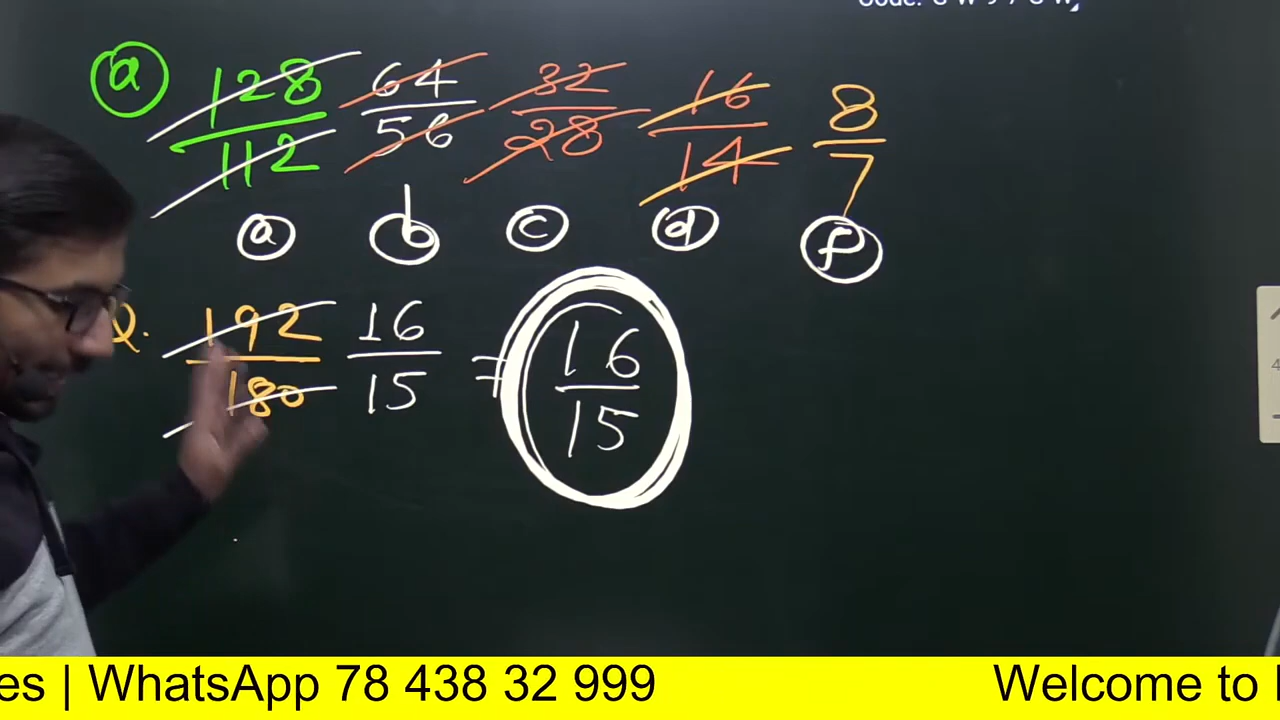 (a) 128/112 64/56 32/28 16/14 8/7
(a) (b) (c) (d) (f)
Q. 192/180 16/15 = 16/15
es | WhatsApp 78 438 32 999 Welcome to